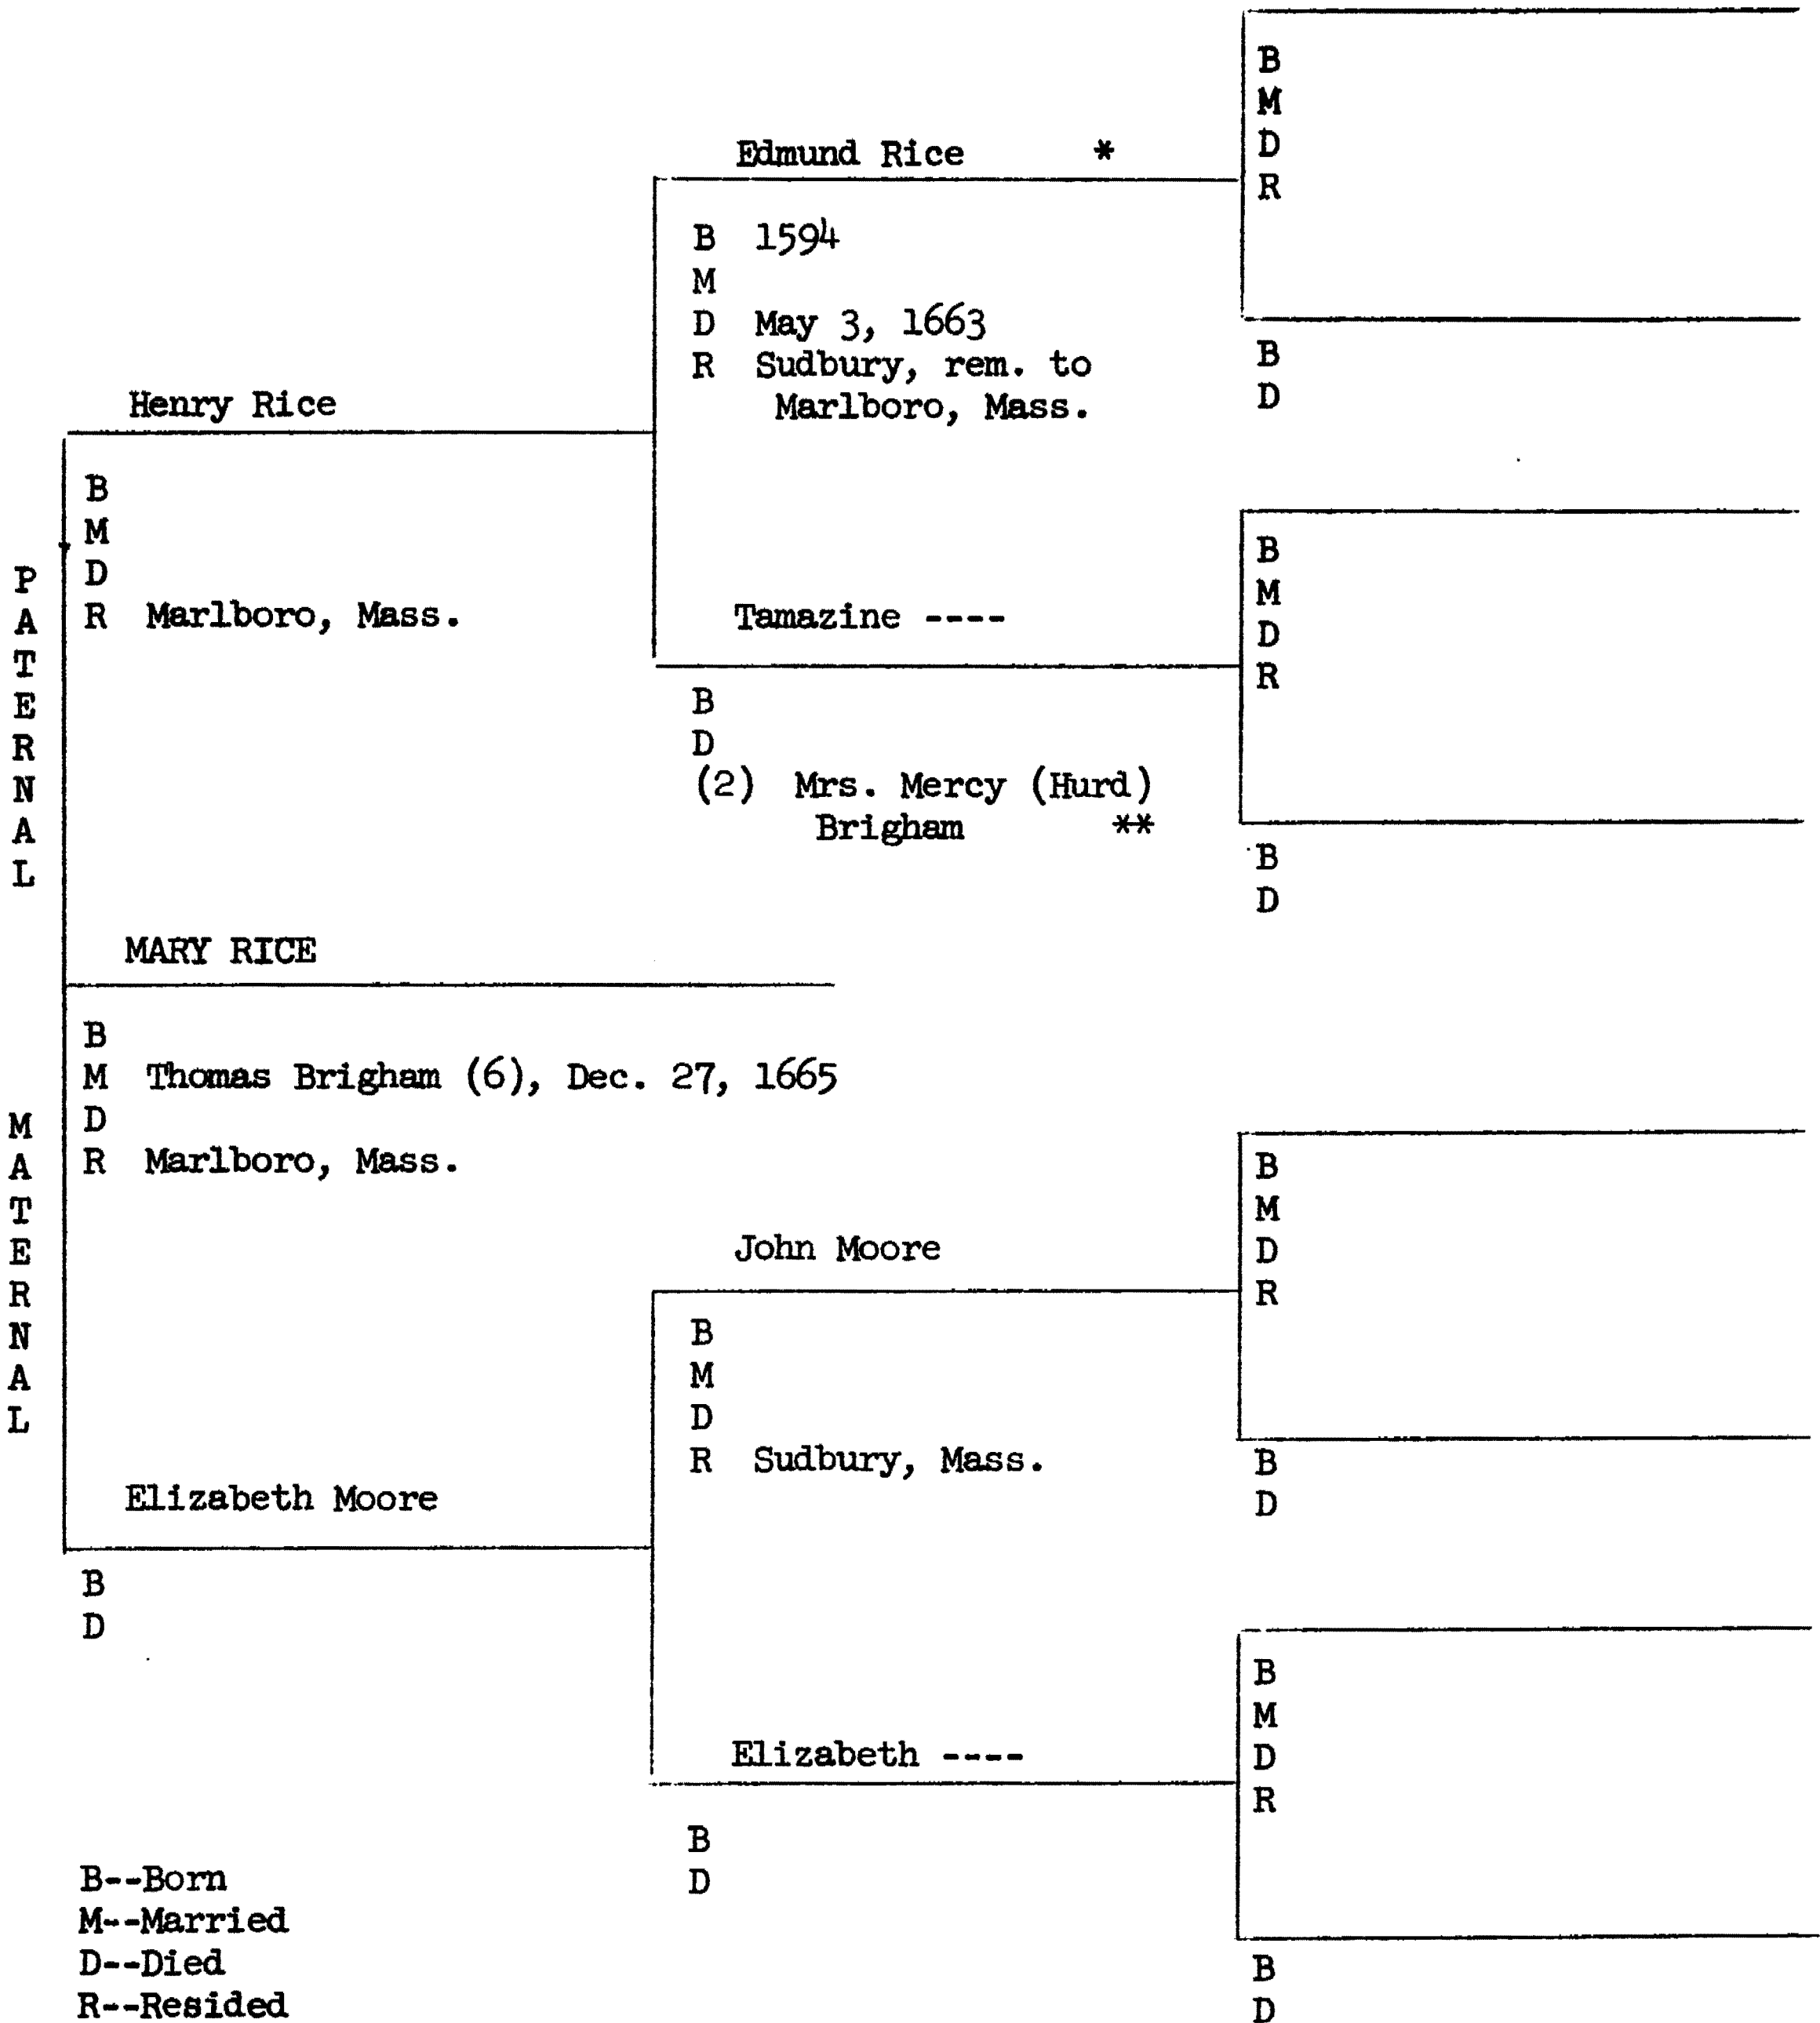 B
M
D
R
Edmund Rice *
B 1594
M
D May 3, 1663
R Sudbury, rem. to
Marlboro, Mass.
B
D
Henry Rice
B
M
D
R Marlboro, Mass.
PATERNAL
B
M
D
R
Tamazine ----
B
D
(2) Mrs. Mercy (Hurd)
Brigham **
B
D
MARY RICE
B
M Thomas Brigham (6), Dec. 27, 1665
D
R Marlboro, Mass.
MATERNAL
B
M
D
R
John Moore
B
M
D
R Sudbury, Mass.
B
D
Elizabeth Moore
B
D
B
M
D
R
Elizabeth ----
B
D
B
D
B--Born
M--Married
D--Died
R--Resided